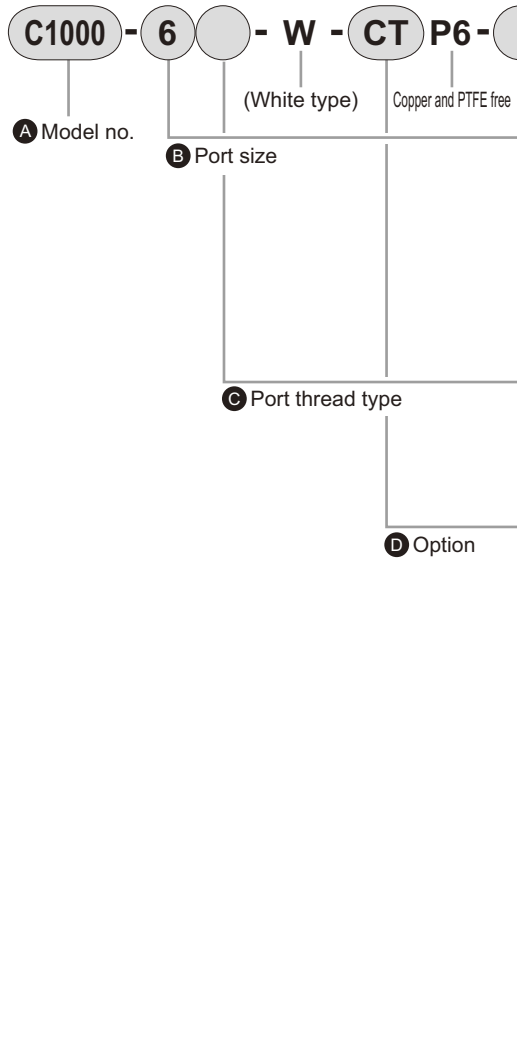 C1000 - 6 - W - CT P6 -
(White type) Copper and PTFE free
A Model no.
B Port size
C Port thread type
D Option